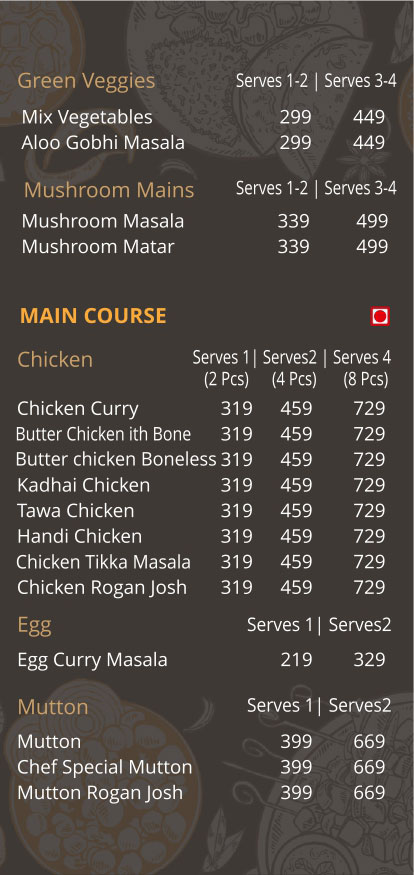 Green Veggies Serves 1-2 | Serves 3-4
Mix Vegetables 299 449
Aloo Gobhi Masala 299 449
Mushroom Mains Serves 1-2 | Serves 3-4
Mushroom Masala 339 499
Mushroom Matar 339 499
MAIN COURSE
Chicken Serves 1| Serves2 | Serves 4
(2 Pcs) (4 Pcs) (8 Pcs)
Chicken Curry 319 459 729
Butter Chicken ith Bone 319 459 729
Butter chicken Boneless 319 459 729
Kadhai Chicken 319 459 729
Tawa Chicken 319 459 729
Handi Chicken 319 459 729
Chicken Tikka Masala 319 459 729
Chicken Rogan Josh 319 459 729
Egg Serves 1| Serves2
Egg Curry Masala 219 329
Mutton Serves 1| Serves2
Mutton 399 669
Chef Special Mutton 399 669
Mutton Rogan Josh 399 669